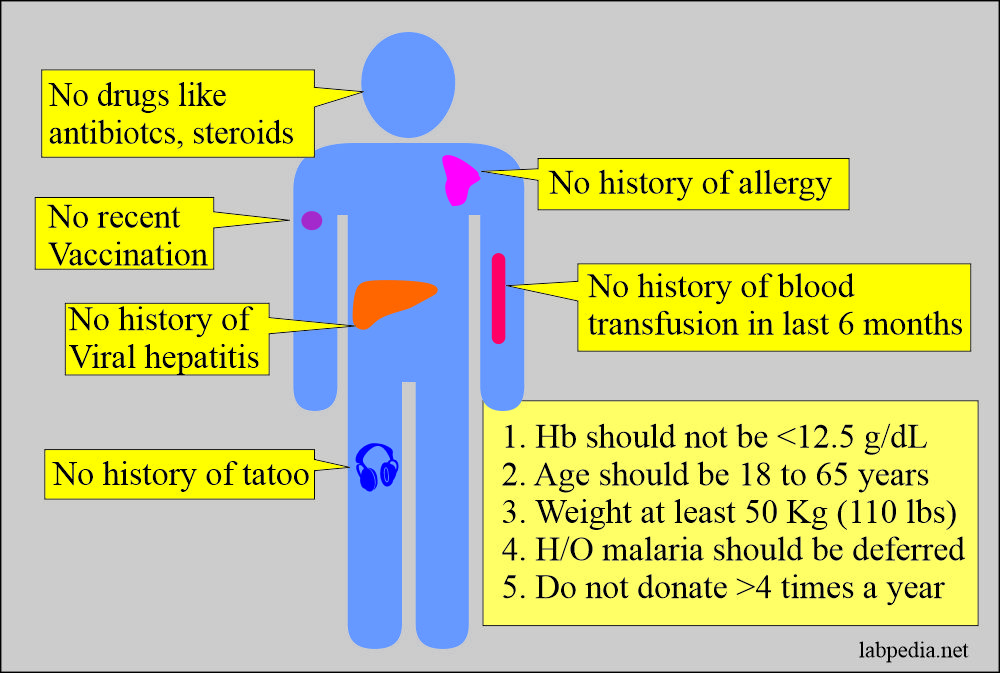 No drugs like
antibiotcs, steroids
No history of allergy
No recent
Vaccination
No history of blood
transfusion in last 6 months
No history of
Viral hepatitis
No history of tatoo
1. Hb should not be <12.5 g/dL
2. Age should be 18 to 65 years
3. Weight at least 50 Kg (110 lbs)
4. H/O malaria should be deferred
5. Do not donate >4 times a year
labpedia.net